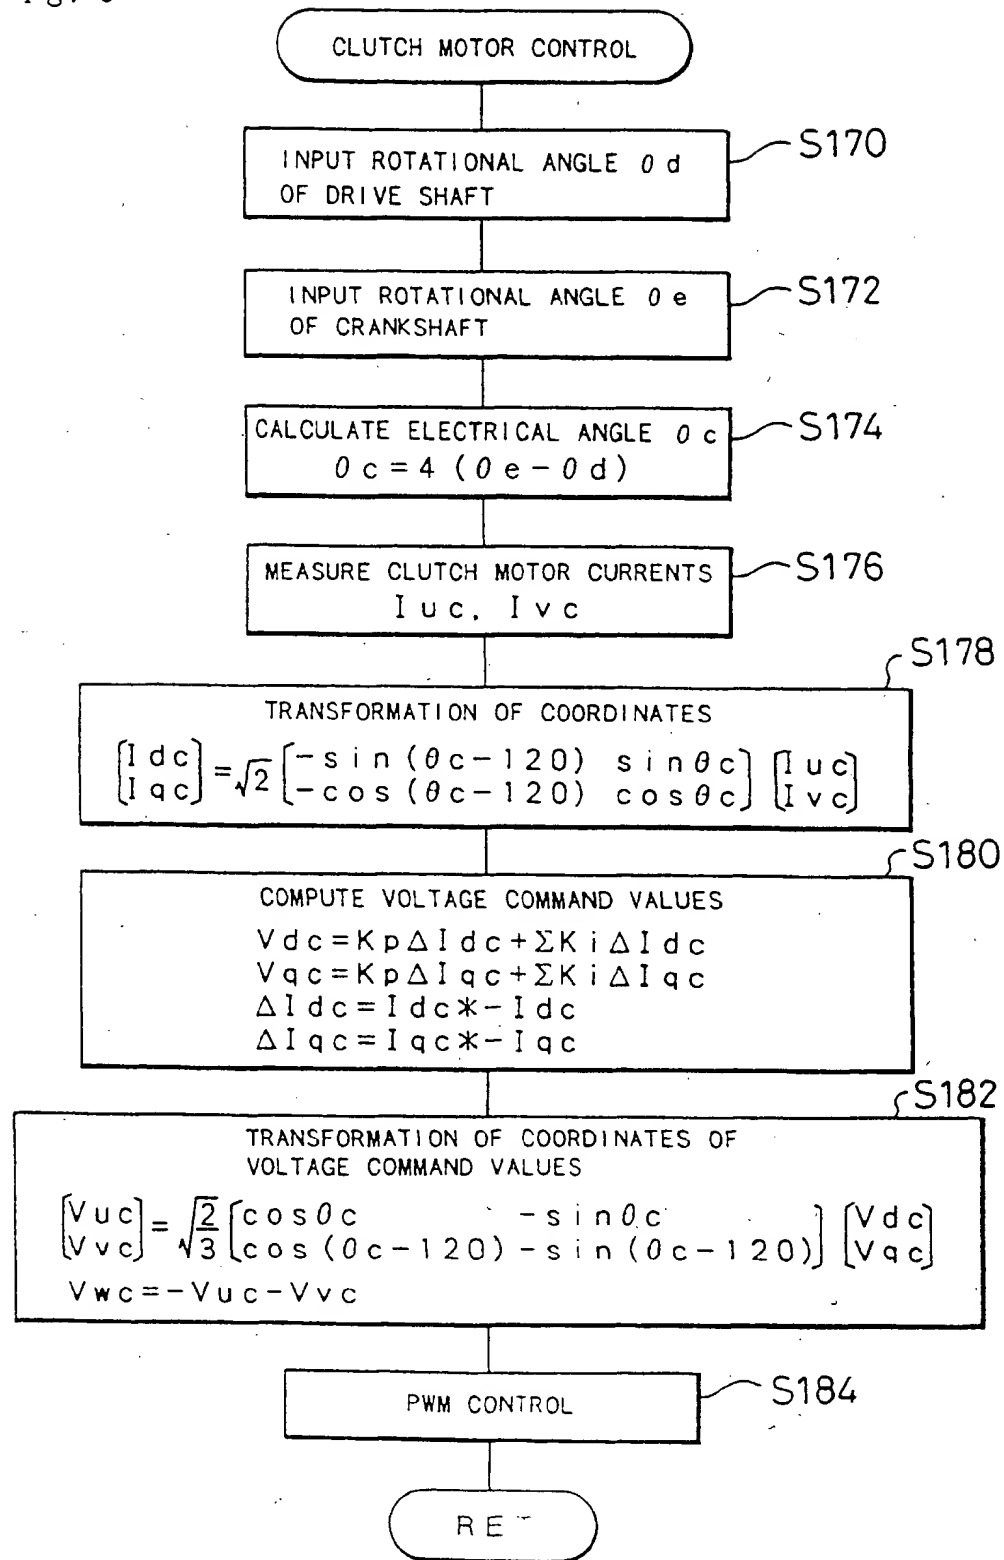 CLUTCH MOTOR CONTROL
S170
INPUT ROTATIONAL ANGLE θd
OF DRIVE SHAFT
S172
INPUT ROTATIONAL ANGLE θe
OF CRANKSHAFT
S174
CALCULATE ELECTRICAL ANGLE θc
θc=4(θe-θd)
S176
MEASURE CLUTCH MOTOR CURRENTS
Iuc, Ivc
S178
TRANSFORMATION OF COORDINATES
[Idc] =√2 [-sin(θc-120) sinθc] [Iuc]
[Iqc] [-cos(θc-120) cosθc] [Ivc]
S180
COMPUTE VOLTAGE COMMAND VALUES
Vdc=KpΔIdc+ΣKiΔIdc
Vqc=KpΔIqc+ΣKiΔIqc
ΔIdc=Idc*-Idc
ΔIqc=Iqc*-Iqc
S182
TRANSFORMATION OF COORDINATES OF
VOLTAGE COMMAND VALUES
[Vuc] = √2/3 [cosθc -sinθc] [Vdc]
[Vvc] [cos(θc-120) -sin(θc-120)] [Vqc]
Vwc=-Vuc-Vvc
S184
PWM CONTROL